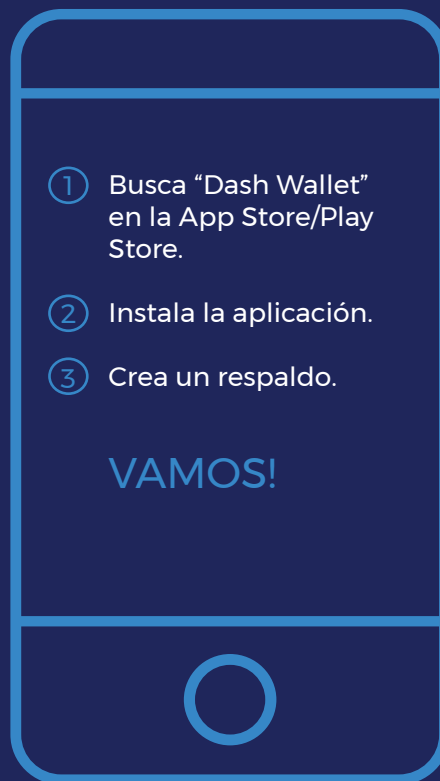 1 Busca “Dash Wallet”
en la App Store/Play
Store.
2 Instala la aplicación.
3 Crea un respaldo.
VAMOS!